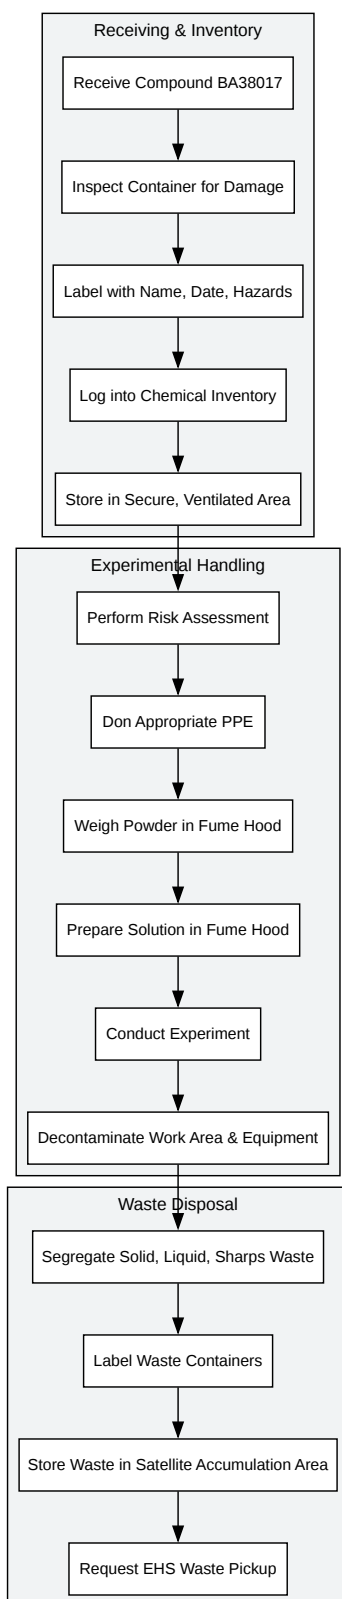 Receiving & Inventory
Receive Compound BA38017
Inspect Container for Damage
Label with Name, Date, Hazards
Log into Chemical Inventory
Store in Secure, Ventilated Area
Experimental Handling
Perform Risk Assessment
Don Appropriate PPE
Weigh Powder in Fume Hood
Prepare Solution in Fume Hood
Conduct Experiment
Decontaminate Work Area & Equipment
Waste Disposal
Segregate Solid, Liquid, Sharps Waste
Label Waste Containers
Store Waste in Satellite Accumulation Area
Request EHS Waste Pickup